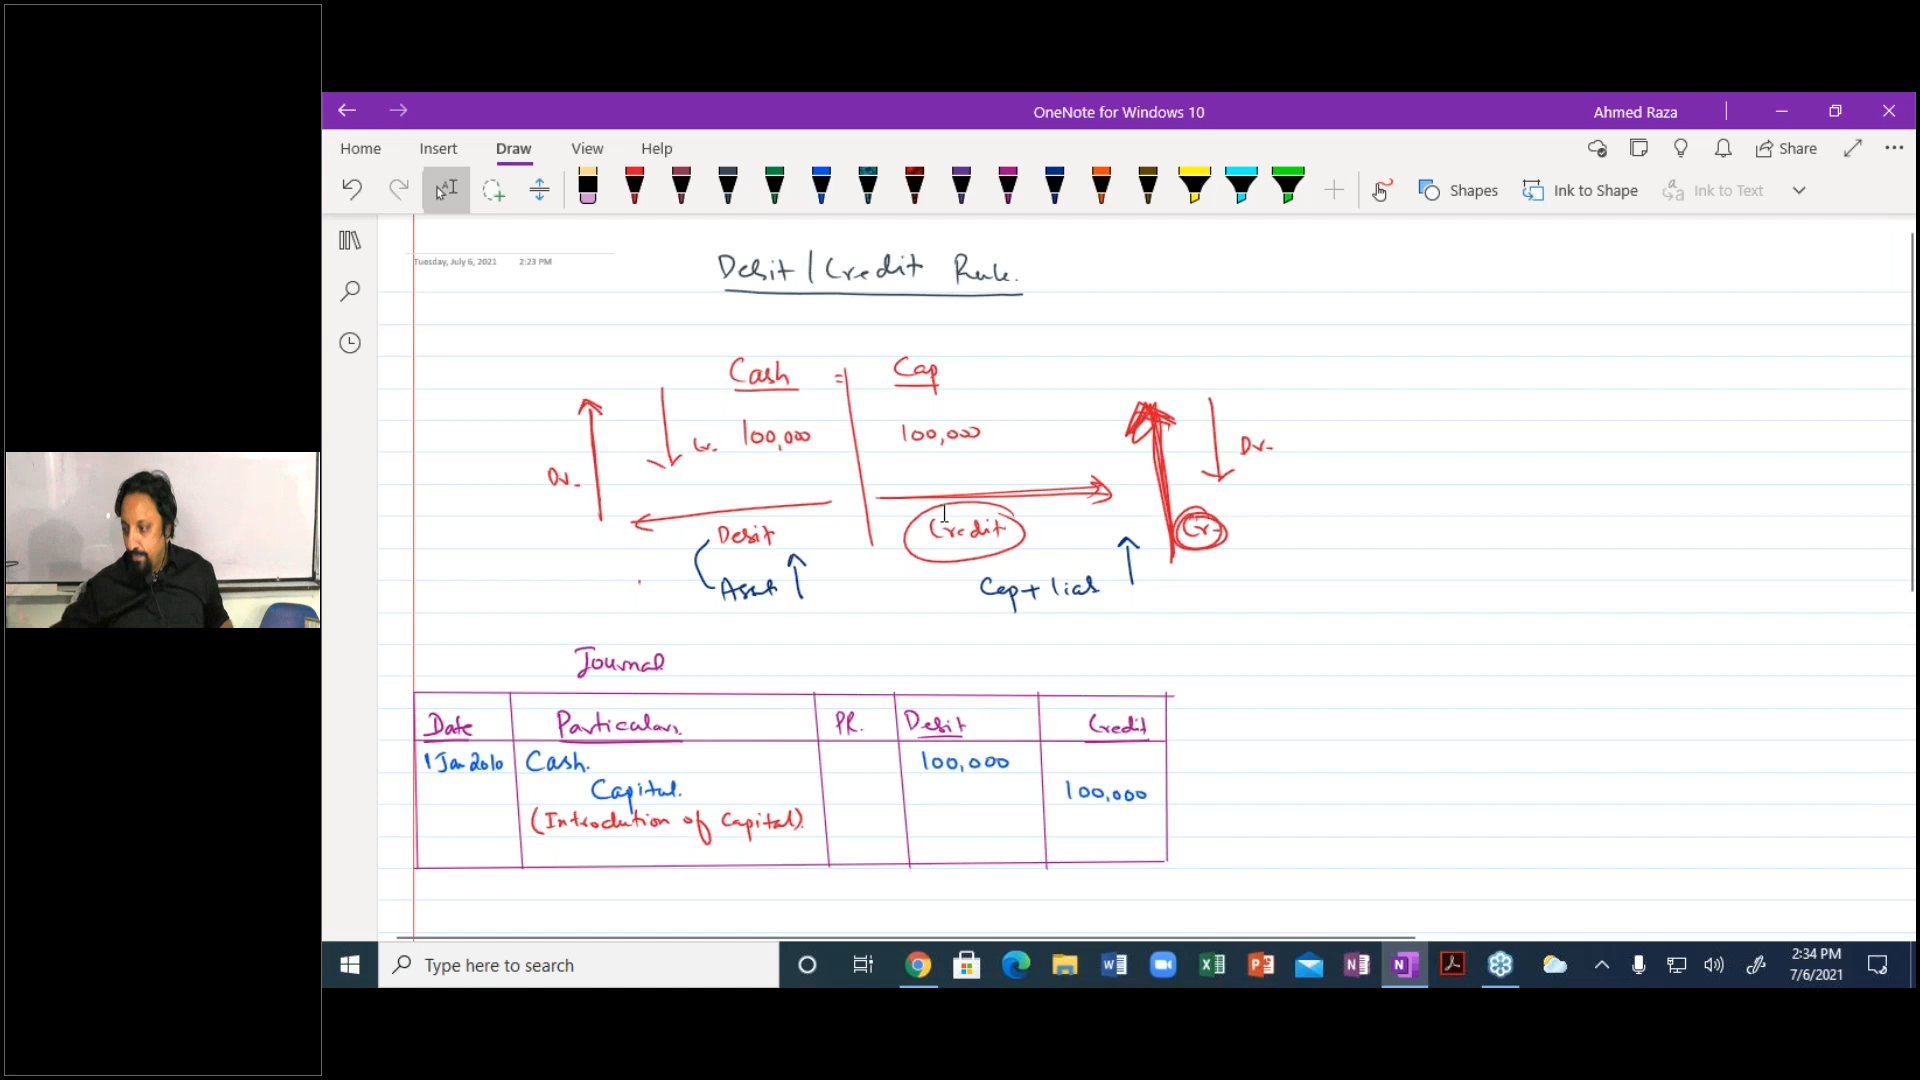 OneNote for Windows 10
Ahmed Raza
Home Insert Draw View Help
Share
Shapes Ink to Shape Ink to Text
Tuesday, July 6, 2021 2:23 PM
Debit/Credit Rule.
Cash = Cap
100,000 100,000
Dr. Cr. Dr.
Debit Credit Cr.
Asset Cap + liab
Journal
Date Particulars. PR. Debit Credit
1 Jan 2010 Cash. 100,000
Capital. 100,000
(Introdution of Capital).
Type here to search
2:34 PM
7/6/2021